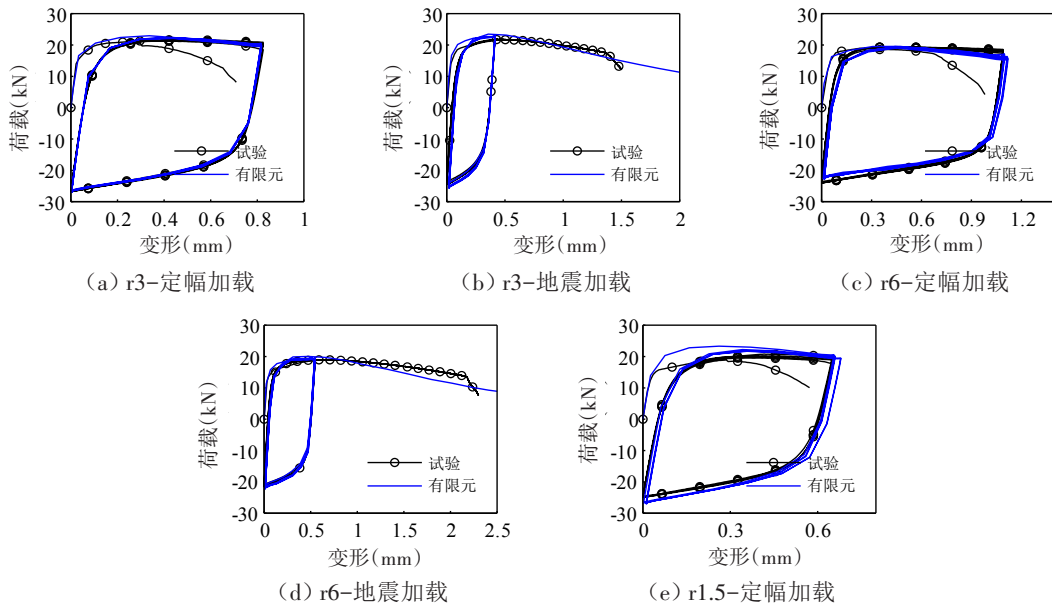 30
20
10
0
-10
-20
-30
荷载(kN)
试验
有限元
0 0.2 0.4 0.6 0.8 1
变形(mm)
(a) r3-定幅加载
30
20
10
0
-10
-20
-30
荷载(kN)
试验
有限元
0 0.5 1 1.5 2
变形(mm)
(b) r3-地震加载
30
20
10
0
-10
-20
-30
荷载(kN)
试验
有限元
0 0.3 0.6 0.9 1.2
变形(mm)
(c) r6-定幅加载
30
20
10
0
-10
-20
-30
荷载(kN)
试验
有限元
0 0.5 1 1.5 2 2.5
变形(mm)
(d) r6-地震加载
30
20
10
0
-10
-20
-30
荷载(kN)
试验
有限元
0 0.3 0.6
变形(mm)
(e) r1.5-定幅加载